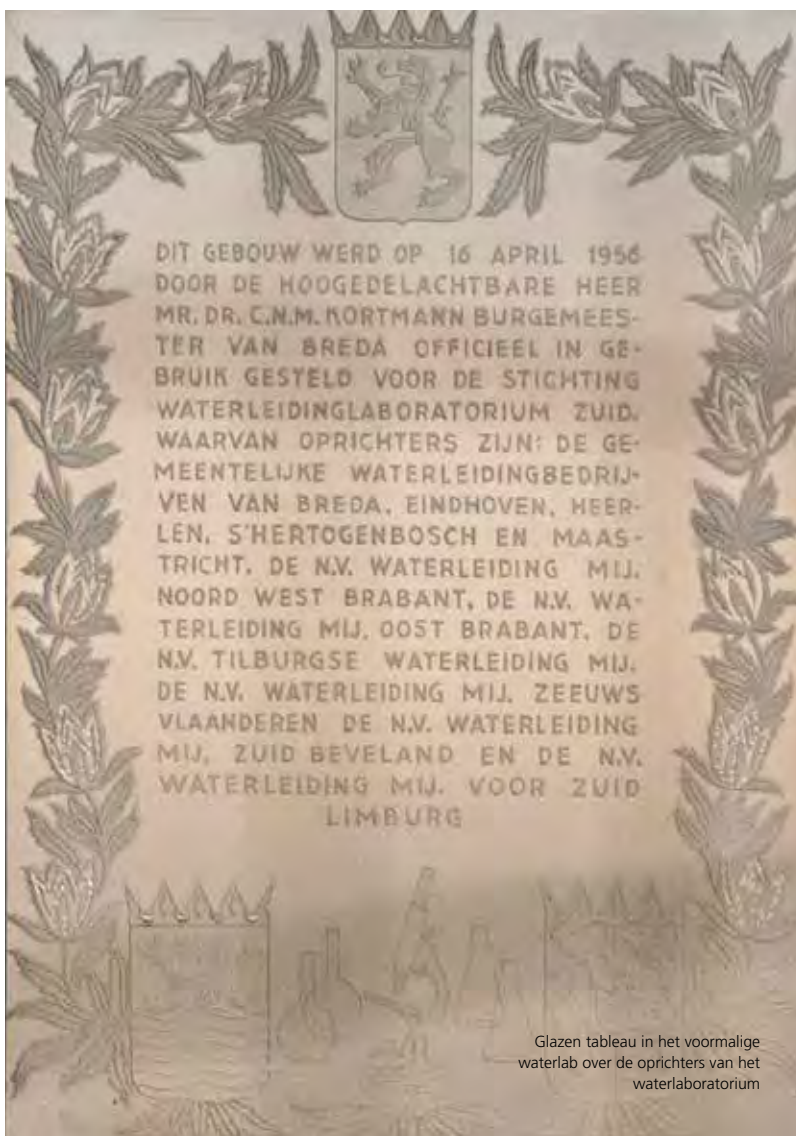 DIT GEBOUW WERD OP 16 APRIL 1956
DOOR DE HOOGEDELACHTBARE HEER
MR. DR. C.N.M. KORTMANN BURGEMEES-
TER VAN BREDA OFFICIEEL IN GE-
BRUIK GESTELD VOOR DE STICHTING
WATERLEIDINGLABORATORIUM ZUID.
WAARVAN OPRICHTERS ZIJN: DE GE-
MEENTELIJKE WATERLEIDINGBEDRIJ-
VEN VAN BREDA, EINDHOVEN, HEER-
LEN, S'HERTOGENBOSCH EN MAAS-
TRICHT, DE N.V. WATERLEIDING MIJ.
NOORD WEST BRABANT, DE N.V. WA-
TERLEIDING MIJ. OOST BRABANT, DE
N.V. TILBURGSE WATERLEIDING MIJ.
DE N.V. WATERLEIDING MIJ. ZEEUWS
VLAANDEREN DE N.V. WATERLEIDING
MIJ. ZUID BEVELAND EN DE N.V.
WATERLEIDING MIJ. VOOR ZUID
LIMBURG
Glazen tableau in het voormalige
waterlab over de oprichters van het
waterlaboratorium